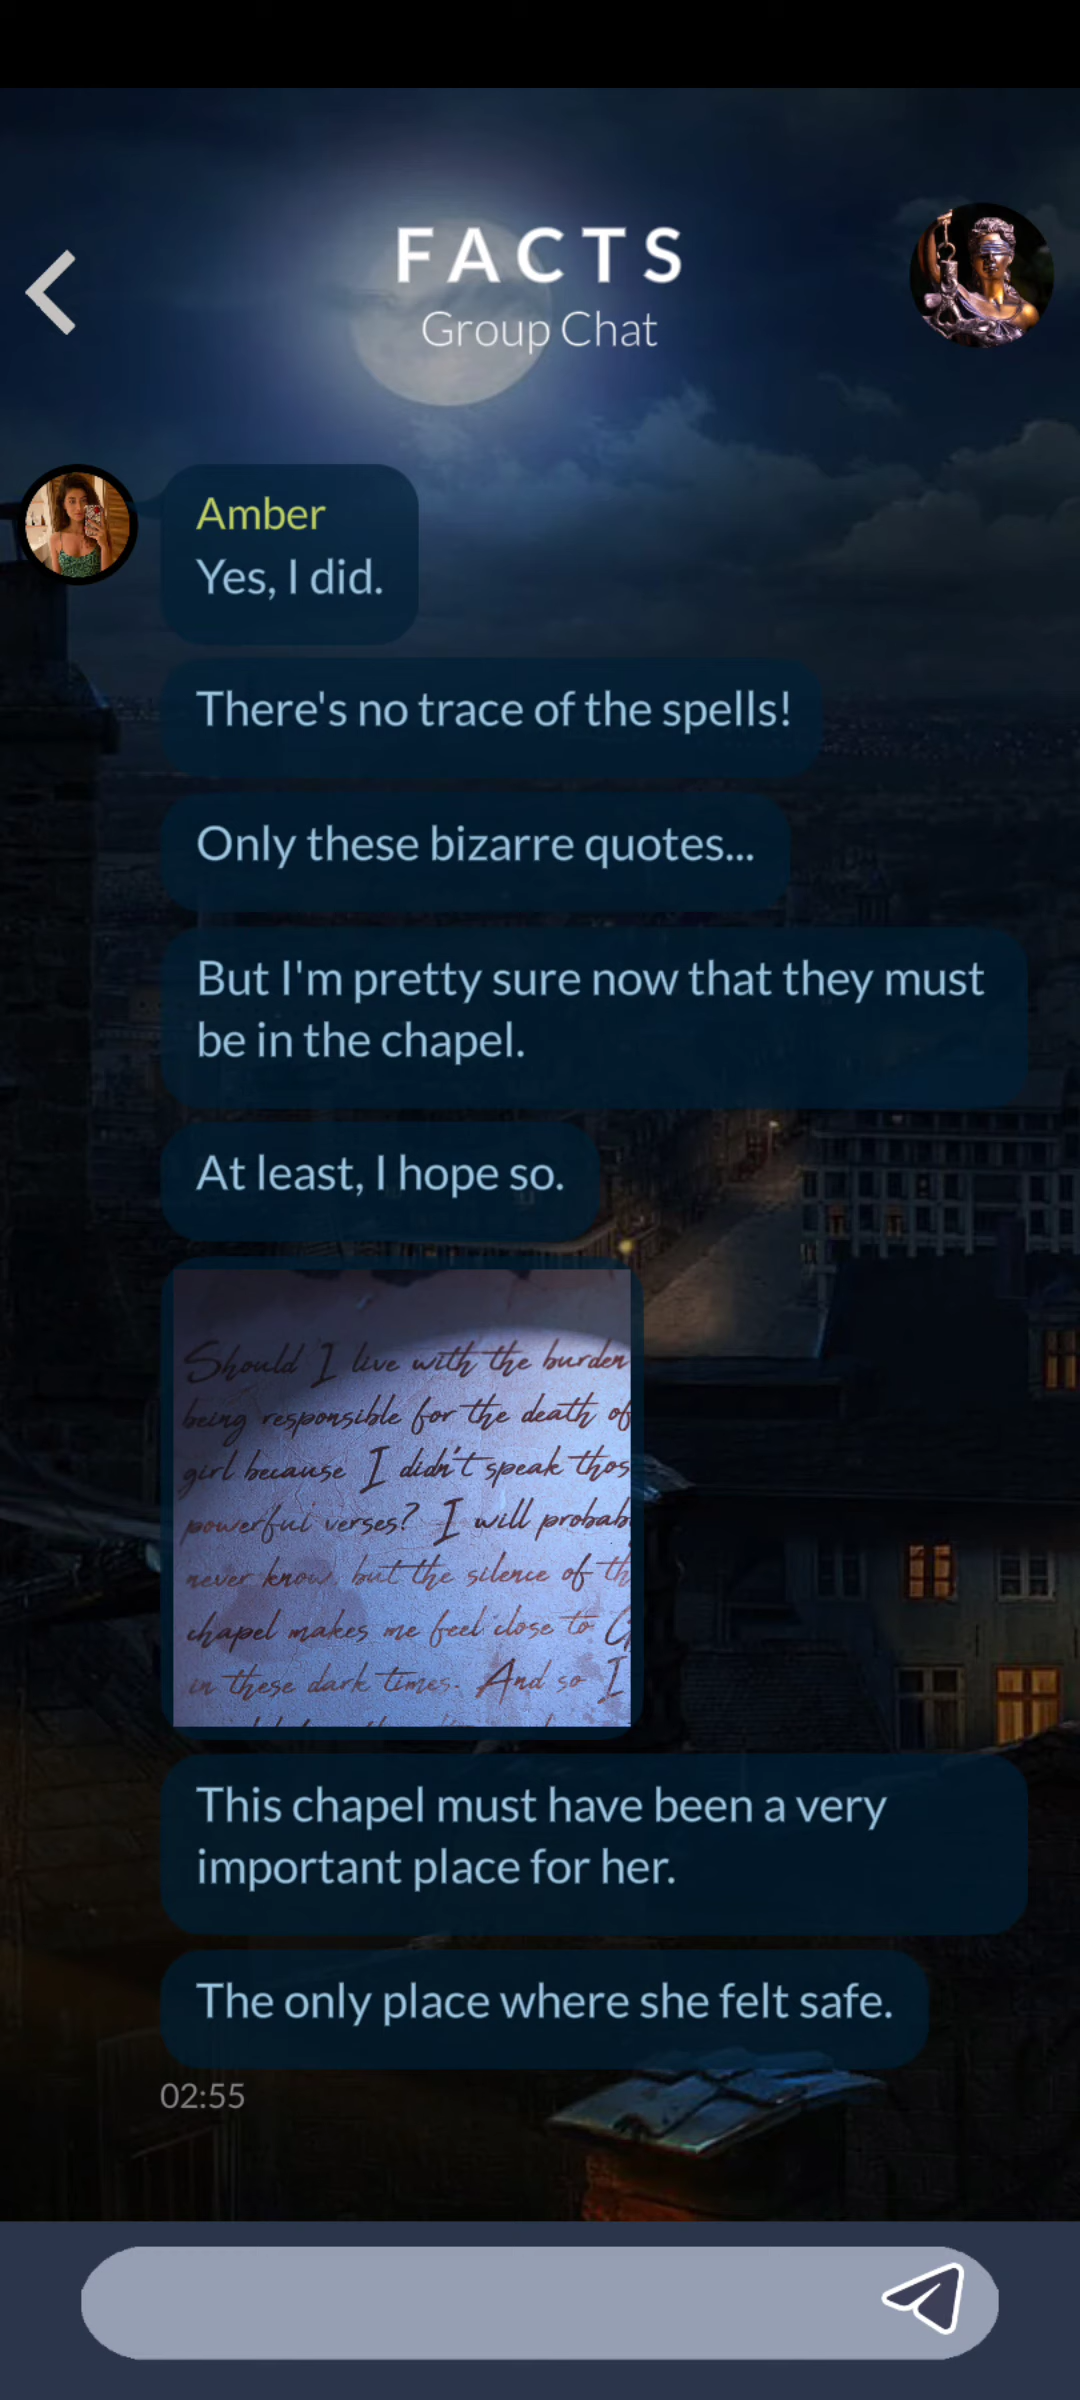 FACTS
Group Chat
Amber
Yes, I did.
There's no trace of the spells!
Only these bizarre quotes...
But I'm pretty sure now that they must
be in the chapel.
At least, I hope so.
Should I live with the burden
being responsible for the death of
girl because I didn't speak thos
powerful verses? I will probab
never know, but the silence of th
chapel makes me feel close to G
in these dark times. And so I
This chapel must have been a very
important place for her.
The only place where she felt safe.
02:55